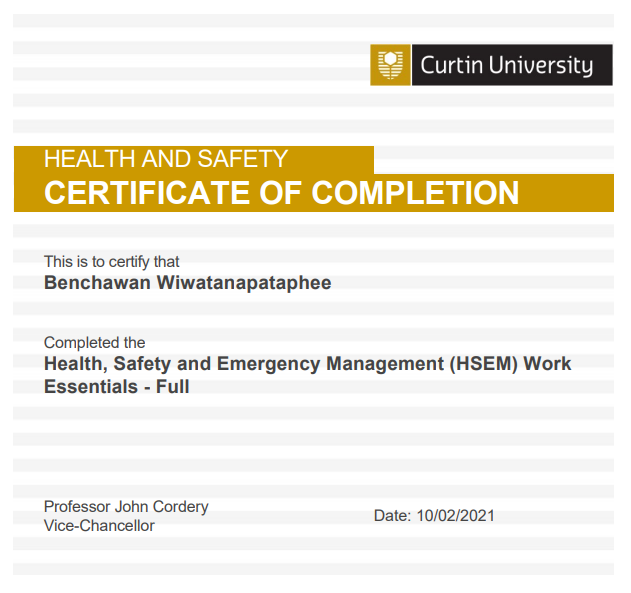 Curtin University
HEALTH AND SAFETY
CERTIFICATE OF COMPLETION
This is to certify that
Benchawan Wiwatanapataphee
Completed the
Health, Safety and Emergency Management (HSEM) Work
Essentials - Full
Professor John Cordery
Vice-Chancellor
Date: 10/02/2021